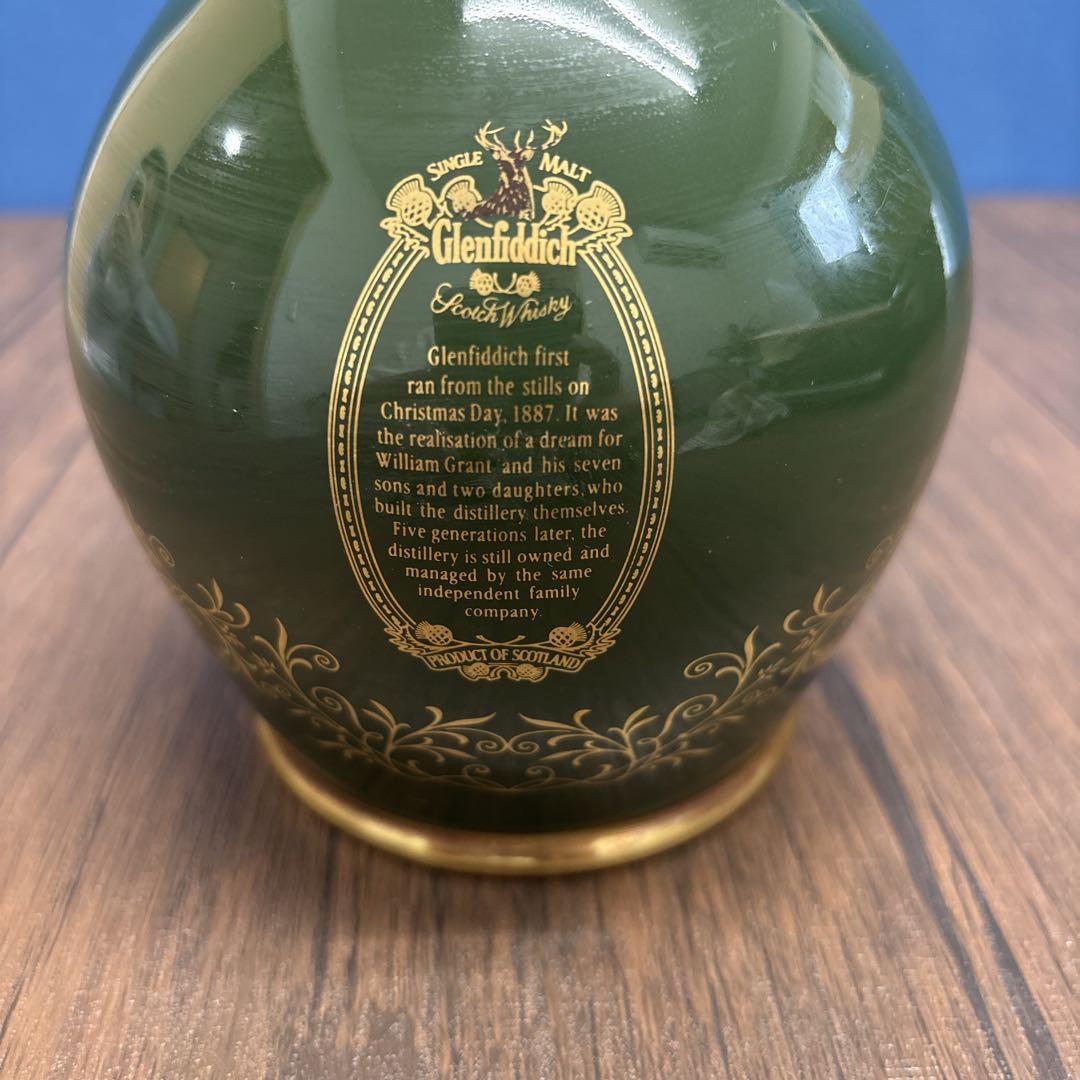 SINGLE MALT
Glenfiddich
Scotch Whisky
Glenfiddich first
ran from the stills on
Christmas Day, 1887. It was
the realisation of a dream for
William Grant and his seven
sons and two daughters, who
built the distillery themselves.
Five generations later, the
distillery is still owned and
managed by the same
independent family
company.
PRODUCT OF SCOTLAND